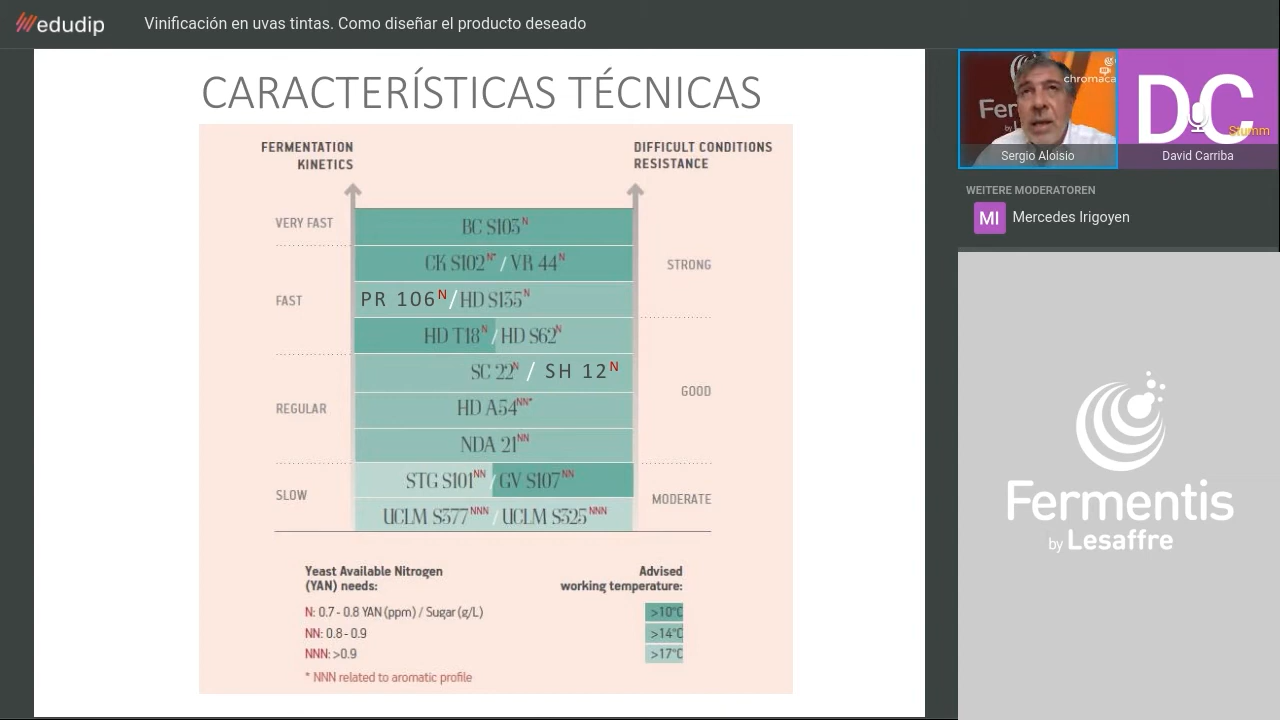 edudip
Vinificación en uvas tintas. Como diseñar el producto deseado
CARACTERÍSTICAS TÉCNICAS
FERMENTATION
KINETICS
DIFFICULT CONDITIONS
RESISTANCE
VERY FAST
BC S103N
CK S102N* / VR 44N
STRONG
FAST
PR 106N / HD S135N
HD T18N / HD S62N
SC 22N / SH 12N
GOOD
REGULAR
HD A54NN*
NDA 21NN
STG S101NN / GV S107NN
SLOW
MODERATE
UCLM S377NNN / UCLM S325NNN
Yeast Available Nitrogen
(YAN) needs:
N: 0.7 - 0.8 YAN (ppm) / Sugar (g/L)
NN: 0.8 - 0.9
NNN: >0.9
* NNN related to aromatic profile
Advised
working temperature:
>10°C
>14°C
>17°C
chromaca
Fer
by
Sergio Aloisio
DC
Stumm
David Carriba
WEITERE MODERATOREN
MI
Mercedes Irigoyen
Fermentis
by Lesaffre